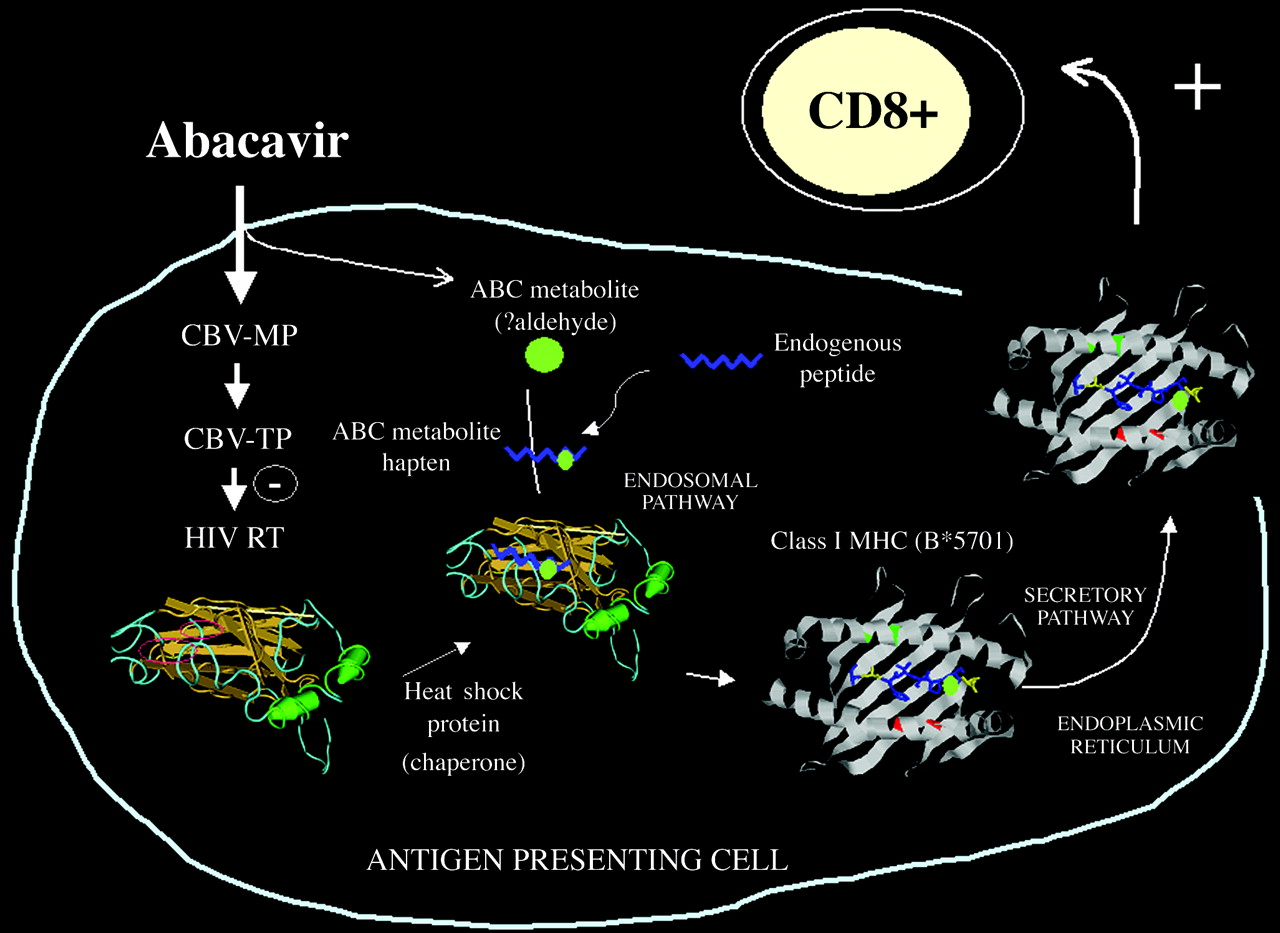 CD8+
+
Abacavir
ABC metabolite
(?aldehyde)
CBV-MP
Endogenous
peptide
CBV-TP
ABC metabolite
hapten
-
ENDOSOMAL
PATHWAY
HIV RT
Class I MHC (B*5701)
SECRETORY
PATHWAY
Heat shock
protein
(chaperone)
ENDOPLASMIC
RETICULUM
ANTIGEN PRESENTING CELL